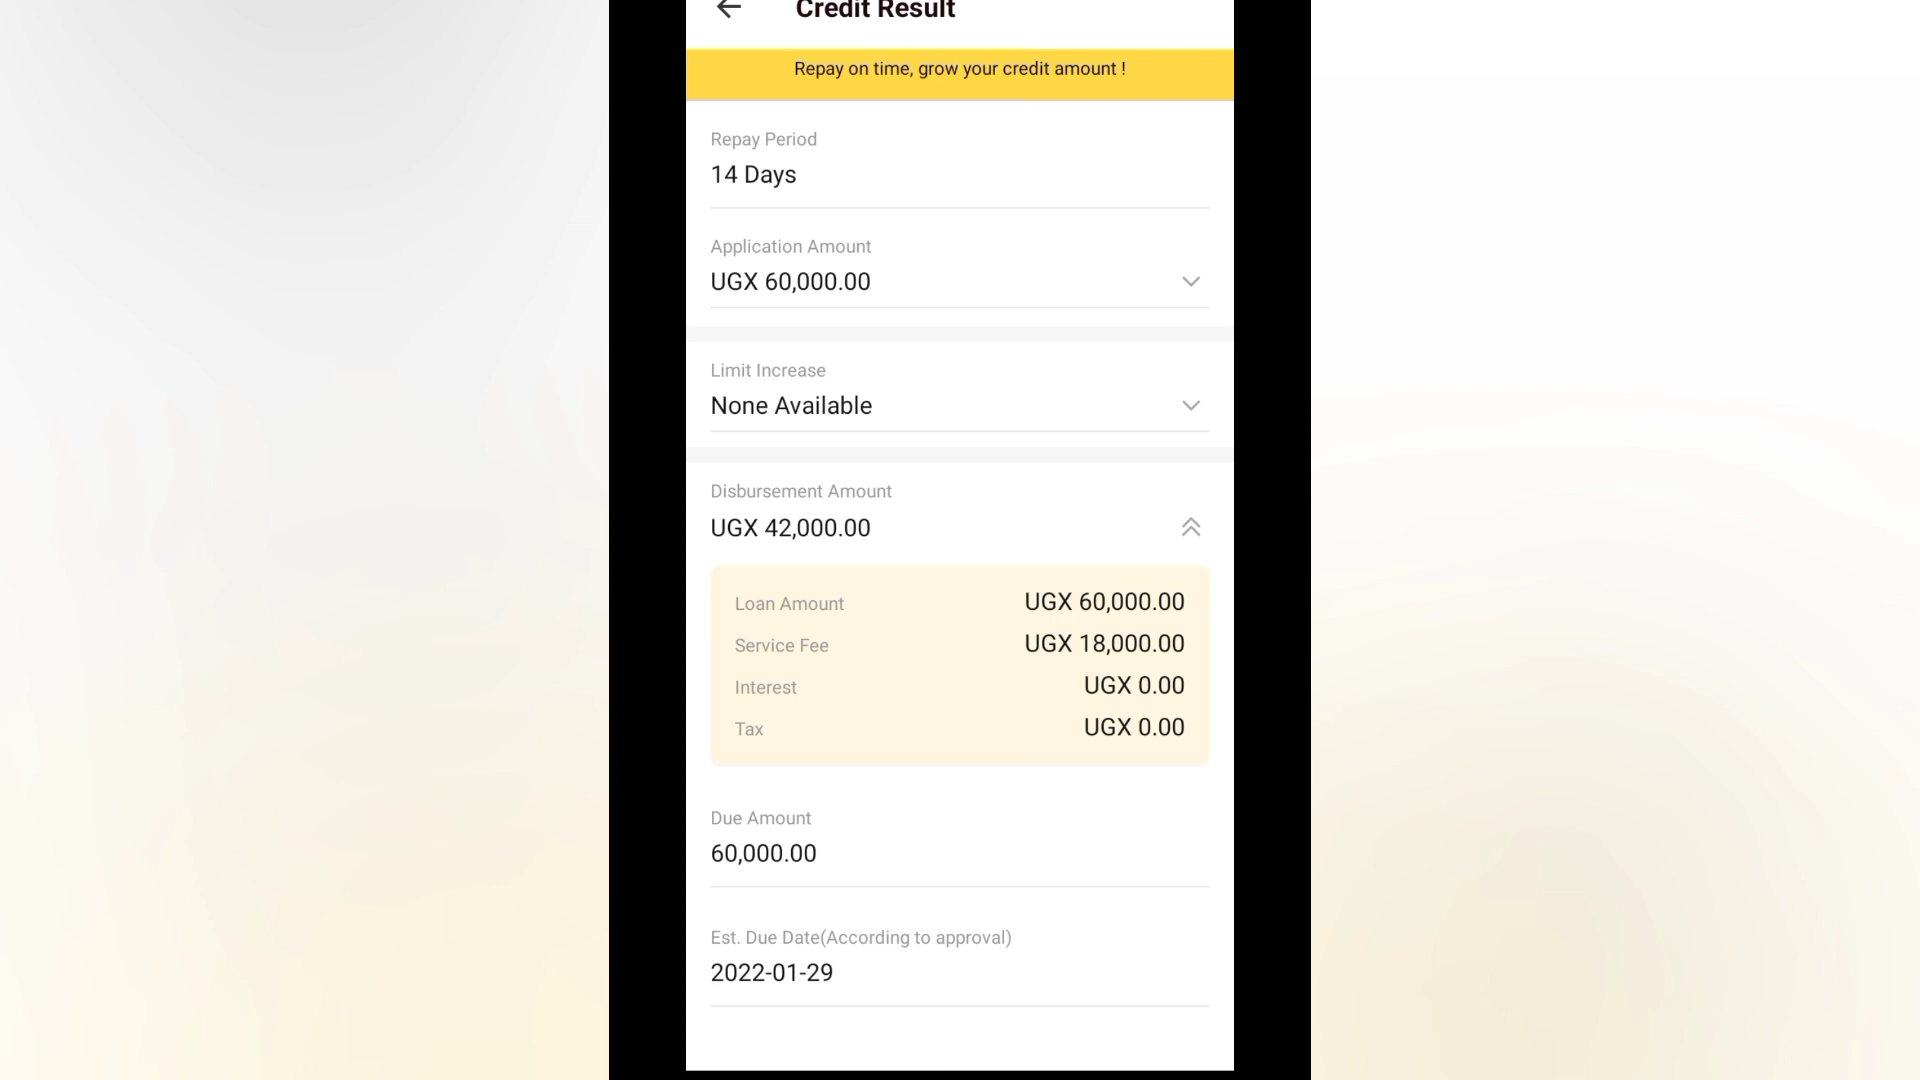 Credit Result
Repay on time, grow your credit amount !
Repay Period
14 Days
Application Amount
UGX 60,000.00
Limit Increase
None Available
Disbursement Amount
UGX 42,000.00
Loan Amount UGX 60,000.00
Service Fee UGX 18,000.00
Interest UGX 0.00
Tax UGX 0.00
Due Amount
60,000.00
Est. Due Date(According to approval)
2022-01-29